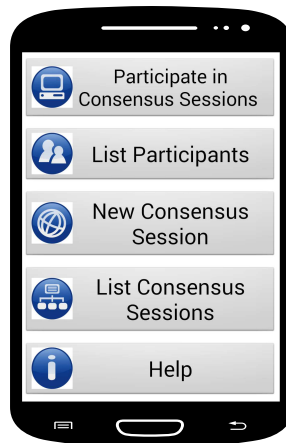 Participate in
Consensus Sessions
List Participants
New Consensus
Session
List Consensus
Sessions
Help